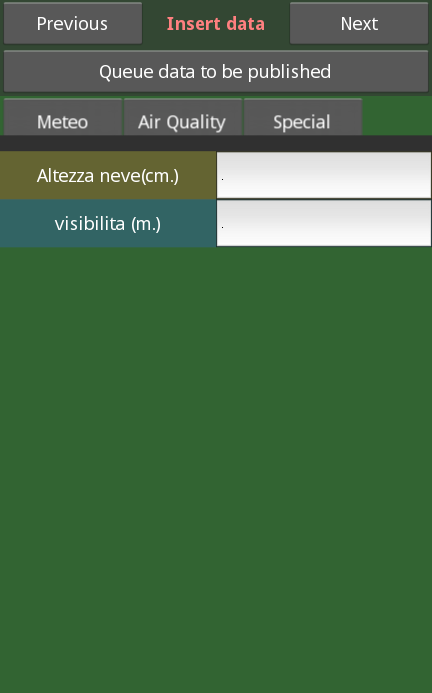 Previous Insert data Next
Queue data to be published
Meteo Air Quality Special
Altezza neve(cm.) .
visibilita (m.) .